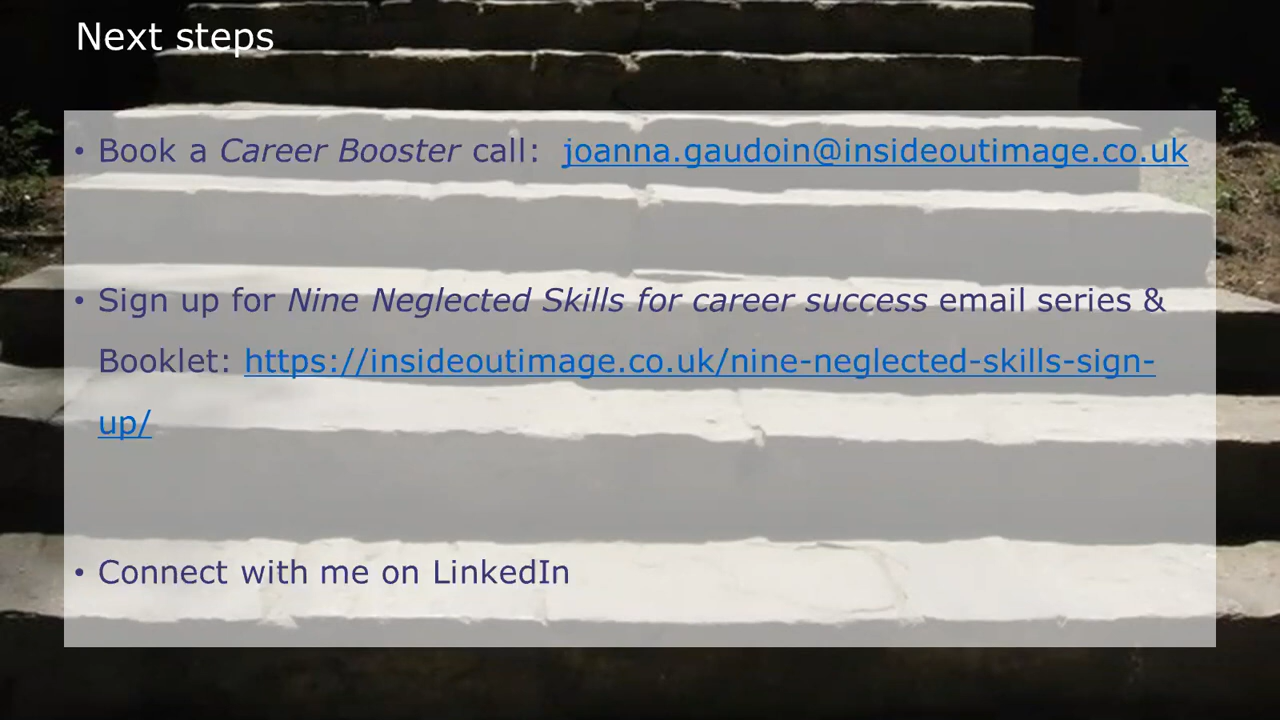 Next steps
• Book a Career Booster call: joanna.gaudoin@insideoutimage.co.uk
• Sign up for Nine Neglected Skills for career success email series &
Booklet: https://insideoutimage.co.uk/nine-neglected-skills-sign-
up/
• Connect with me on LinkedIn